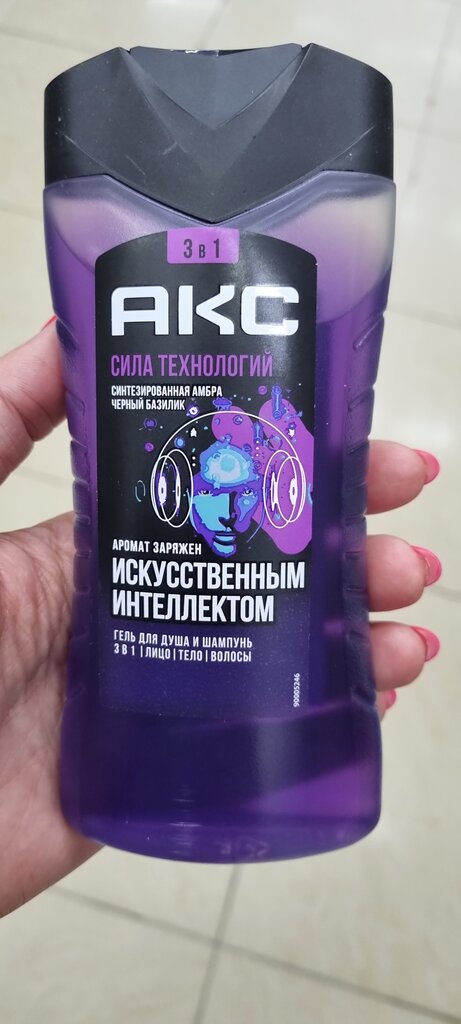 3 в 1
АКС
СИЛА ТЕХНОЛОГИЙ
СИНТЕЗИРОВАННАЯ АМБРА
ЧЕРНЫЙ БАЗИЛИК
АРОМАТ ЗАРЯЖЕН
ИСКУССТВЕННЫМ
ИНТЕЛЛЕКТОМ
ГЕЛЬ ДЛЯ ДУША И ШАМПУНЬ
3 В 1 | ЛИЦО | ТЕЛО | ВОЛОСЫ
90005246